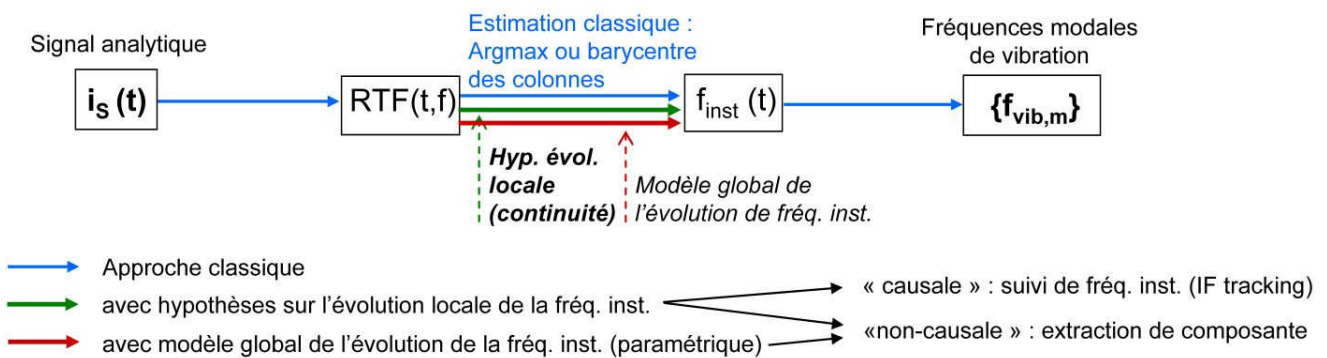 Signal analytique
i_S (t)
RTF(t,f)
Estimation classique :
Argmax ou barycentre
des colonnes
f_inst (t)
Fréquences modales
de vibration
{f_vib,m}
Hyp. évol.
locale
(continuité)
Modèle global de
l'évolution de fréq. inst.
Approche classique
avec hypothèses sur l'évolution locale de la fréq. inst.
avec modèle global de l'évolution de la fréq. inst. (paramétrique)
« causale » : suivi de fréq. inst. (IF tracking)
«non-causale » : extraction de composante